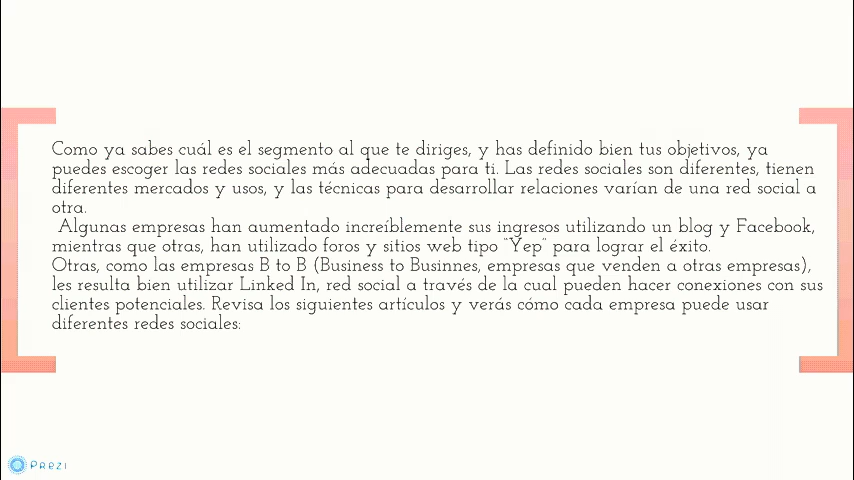 Como ya sabes cuál es el segmento al que te diriges, y has definido bien tus objetivos, ya
puedes escoger las redes sociales más adecuadas para ti. Las redes sociales son diferentes, tienen
diferentes mercados y usos, y las técnicas para desarrollar relaciones varían de una red social a
otra.
Algunas empresas han aumentado increíblemente sus ingresos utilizando un blog y Facebook,
mientras que otras, han utilizado foros y sitios web tipo "Yep" para lograr el éxito.
Otras, como las empresas B to B (Business to Businnes, empresas que venden a otras empresas),
les resulta bien utilizar Linked In, red social a través de la cual pueden hacer conexiones con sus
clientes potenciales. Revisa los siguientes artículos y verás cómo cada empresa puede usar
diferentes redes sociales:
Prezi